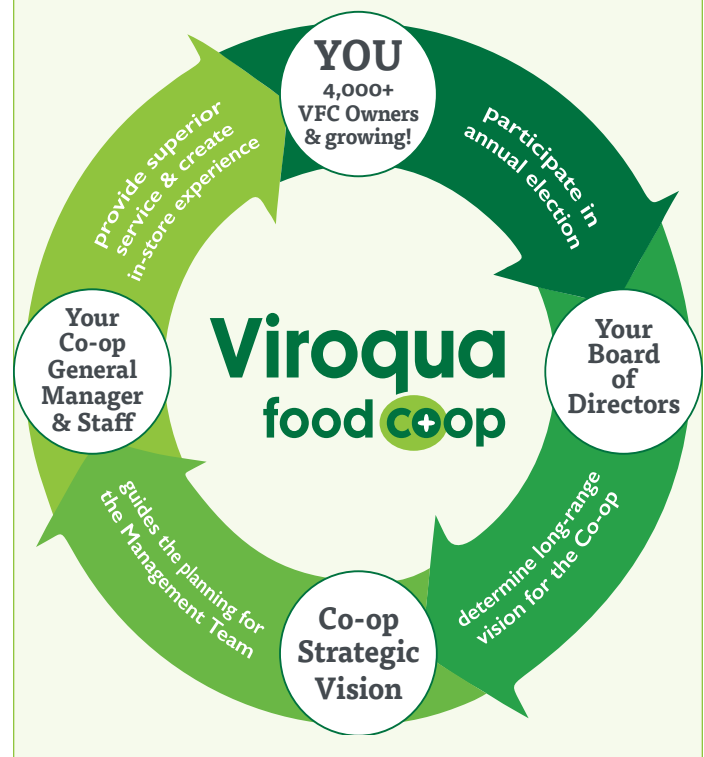 YOU
4,000+
VFC Owners
& growing!
participate in
annual election
Your
Board
of
Directors
determine long-range
vision for the Co-op
Co-op
Strategic
Vision
guides the planning for
the Management Team
Your
Co-op
General
Manager
& Staff
provide superior
service & create
in-store experience
Viroqua
food co+op